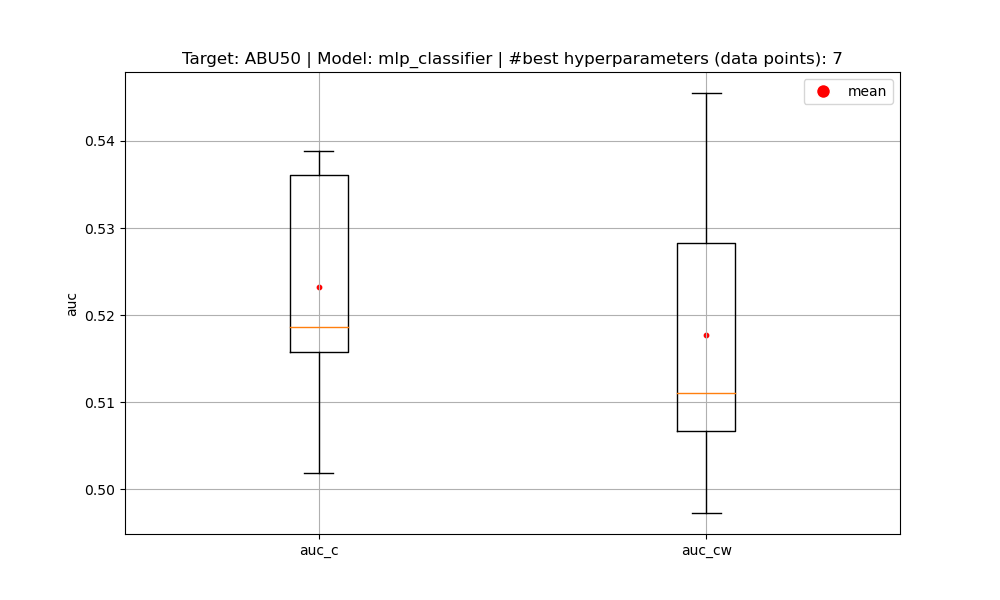 Target: ABU50 | Model: mlp_classifier | #best hyperparameters (data points): 7
mean
0.54
0.53
0.52
0.51
0.50
auc
auc_c
auc_cw